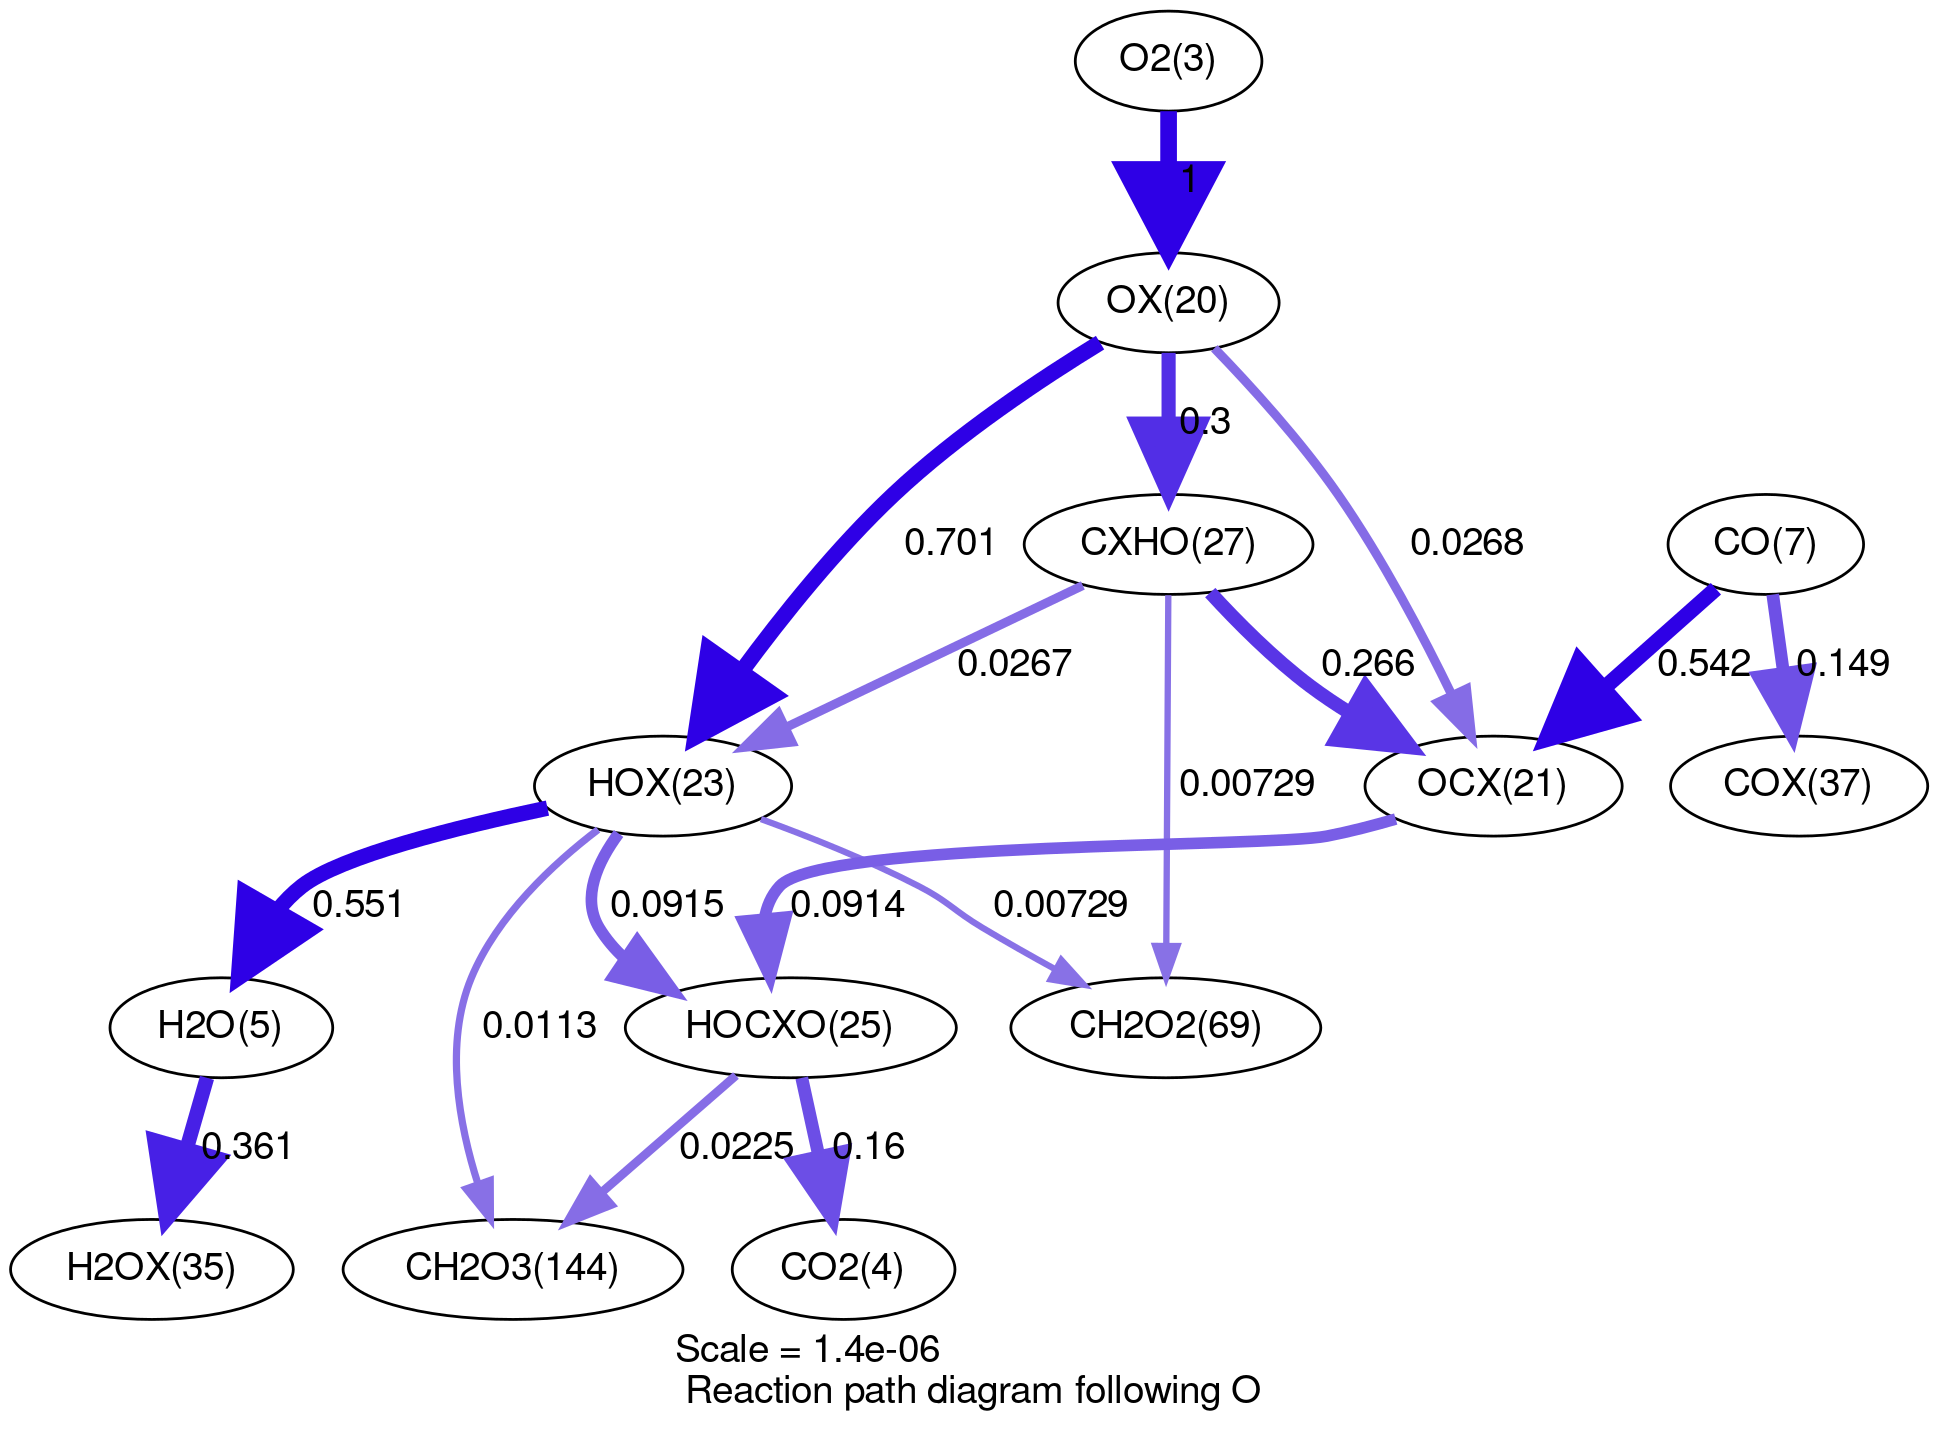 O2(3)
1
OX(20)
0.3
0.701
CXHO(27)
0.0268
CO(7)
0.0267
0.266
0.542
0.149
HOX(23)
0.00729
OCX(21)
COX(37)
0.551
0.0915
0.0914
0.00729
H2O(5)
0.0113
HOCXO(25)
CH2O2(69)
0.361
0.0225
0.16
H2OX(35)
CH2O3(144)
CO2(4)
Scale = 1.4e-06
Reaction path diagram following O